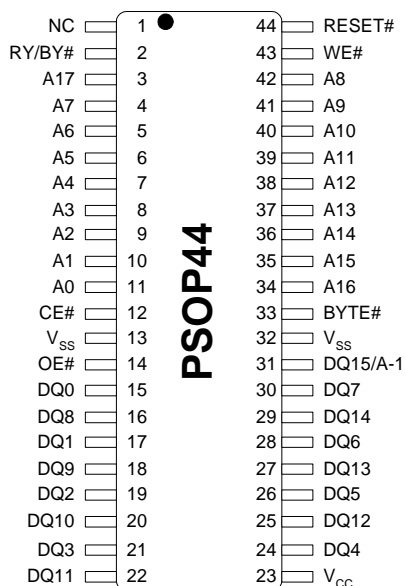 NC 1 44 RESET#
RY/BY# 2 43 WE#
A17 3 42 A8
A7 4 41 A9
A6 5 40 A10
A5 6 39 A11
A4 7 38 A12
A3 8 37 A13
A2 9 36 A14
A1 10 35 A15
A0 11 34 A16
CE# 12 33 BYTE#
VSS 13 32 VSS
OE# 14 31 DQ15/A-1
DQ0 15 30 DQ7
DQ8 16 29 DQ14
DQ1 17 28 DQ6
DQ9 18 27 DQ13
DQ2 19 26 DQ5
DQ10 20 25 DQ12
DQ3 21 24 DQ4
DQ11 22 23 VCC
PSOP44